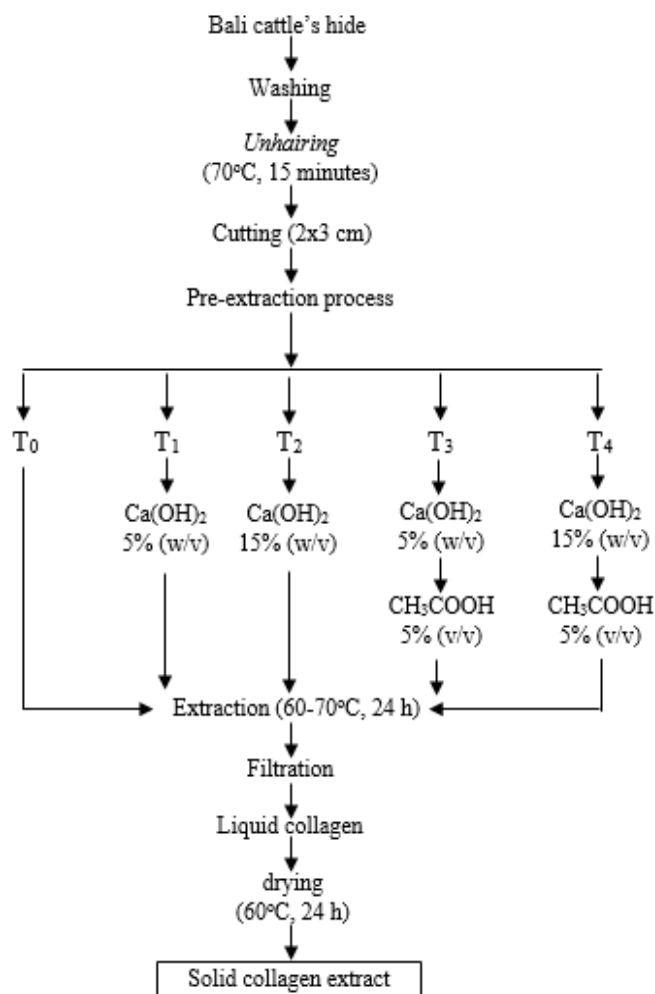 Bali cattle’s hide
Washing
Unhairing
(70°C, 15 minutes)
Cutting (2x3 cm)
Pre-extraction process
T₀ T₁ T₂ T₃ T₄
Ca(OH)₂ Ca(OH)₂ Ca(OH)₂ Ca(OH)₂
5% (w/v) 15% (w/v) 5% (w/v) 15% (w/v)
CH₃COOH CH₃COOH
5% (v/v) 5% (v/v)
Extraction (60-70°C, 24 h)
Filtration
Liquid collagen
drying
(60°C, 24 h)
Solid collagen extract